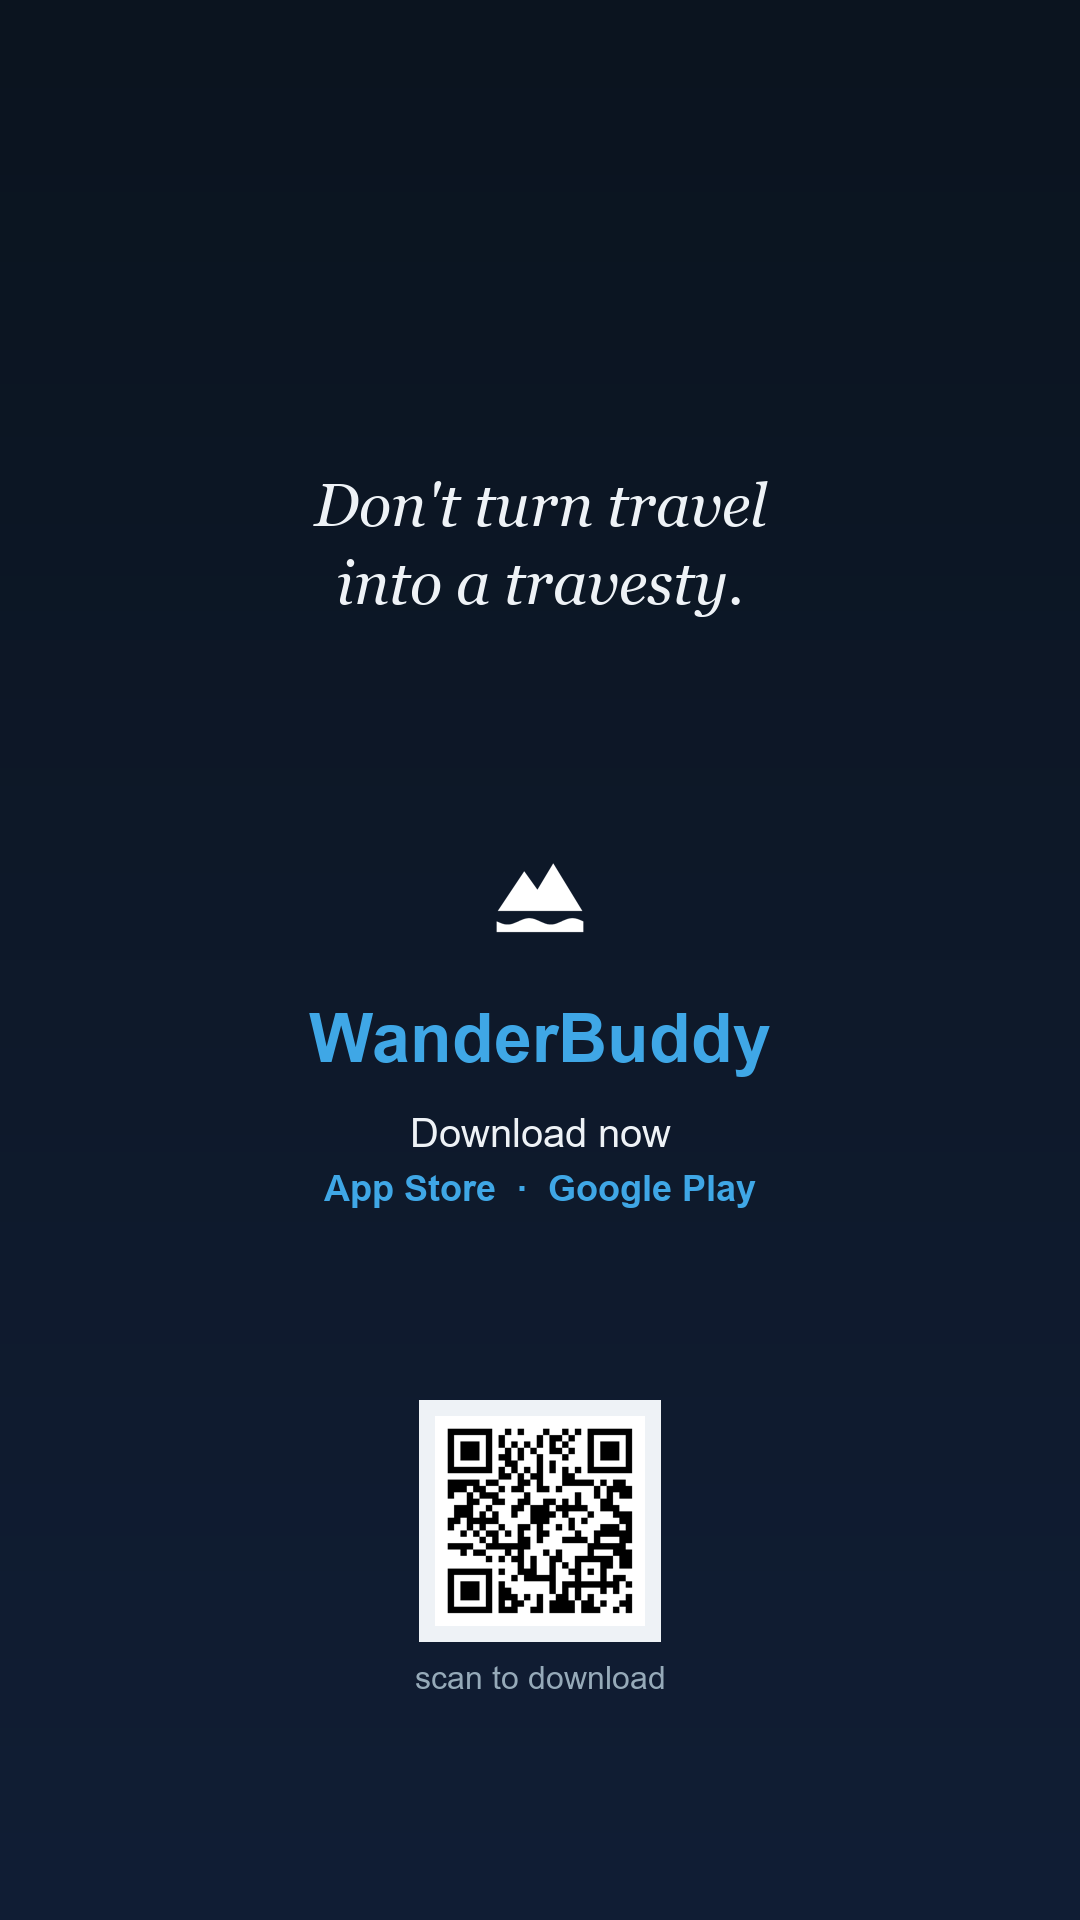 Don't turn travel
into a travesty.
WanderBuddy
Download now
App Store · Google Play
scan to download